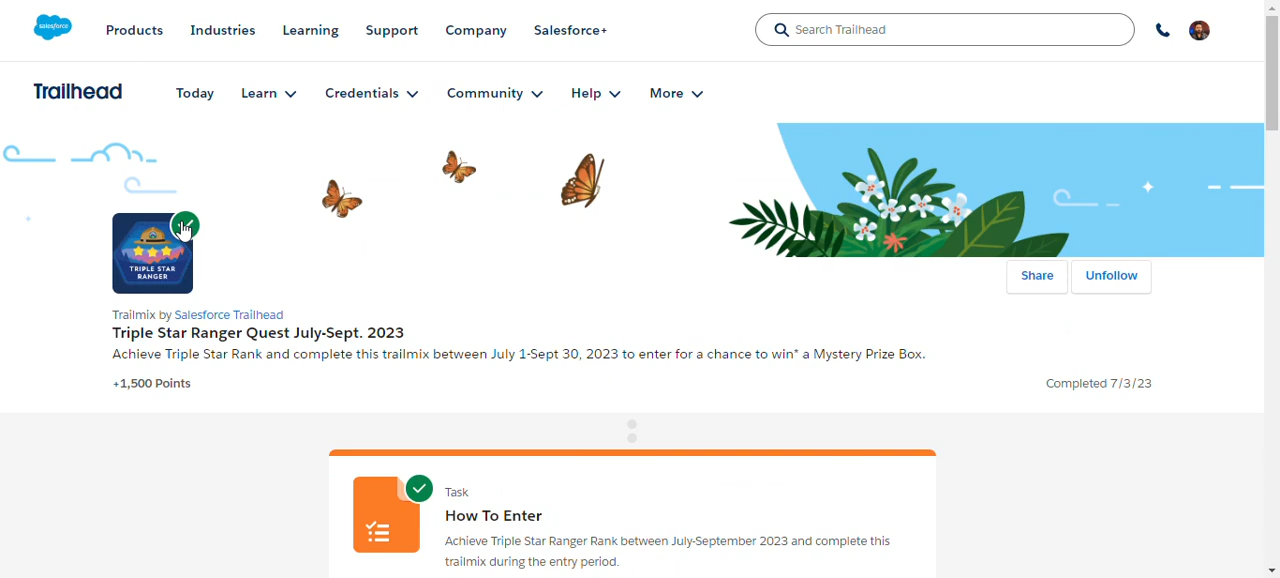 salesforce
Products Industries Learning Support Company Salesforce+
Search Trailhead
Trailhead
Today Learn Credentials Community Help More
TRIPLE STAR
RANGER
Share Unfollow
Trailmix by Salesforce Trailhead
Triple Star Ranger Quest July-Sept. 2023
Achieve Triple Star Rank and complete this trailmix between July 1-Sept 30, 2023 to enter for a chance to win* a Mystery Prize Box.
+1,500 Points
Completed 7/3/23
Task
How To Enter
Achieve Triple Star Ranger Rank between July-September 2023 and complete this
trailmix during the entry period.